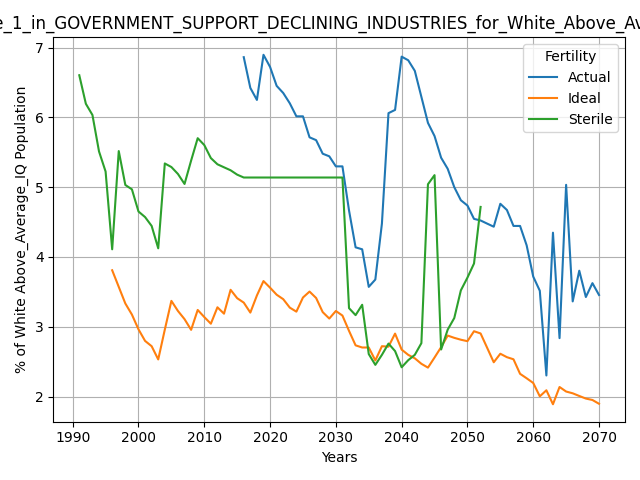 e_1_in_GOVERNMENT_SUPPORT_DECLINING_INDUSTRIES_for_White_Above_Av
7
6
5
4
3
2
% of White Above_Average_IQ Population
Fertility
Actual
Ideal
Sterile
1990 2000 2010 2020 2030 2040 2050 2060 2070
Years